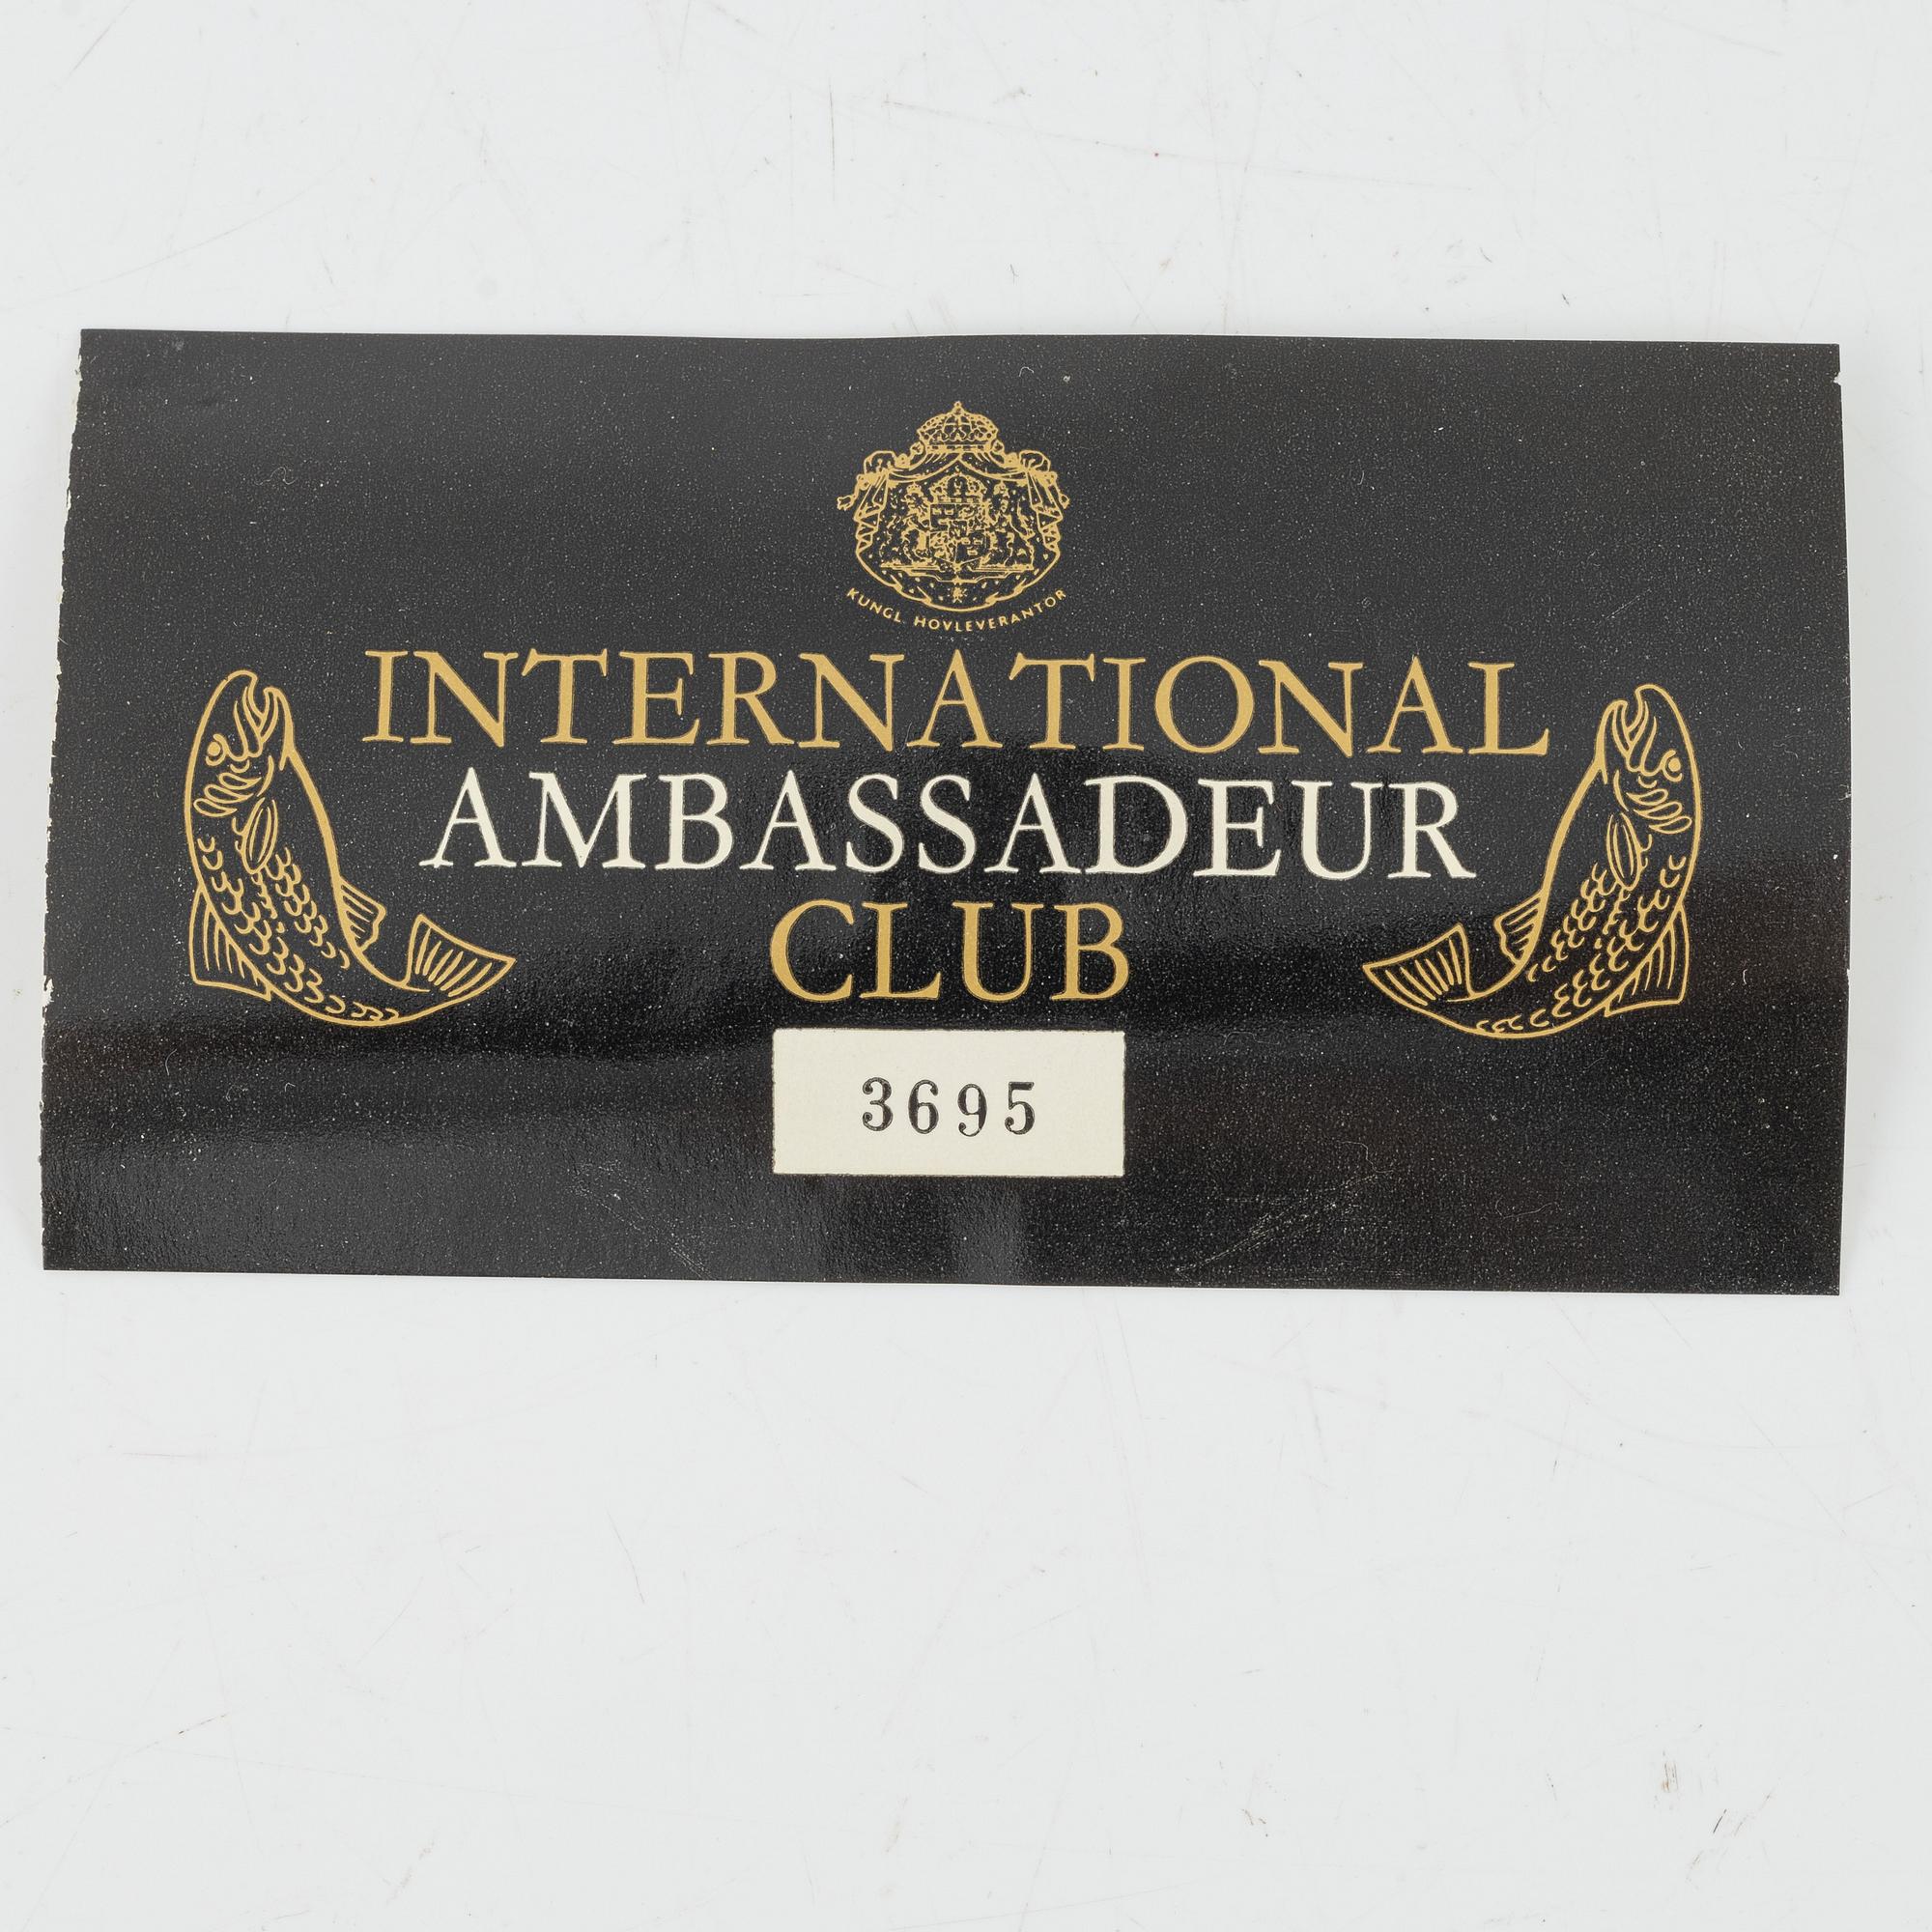 KUNGL. HOVLEVERANTÖR
INTERNATIONAL
AMBASSADEUR
CLUB
3695